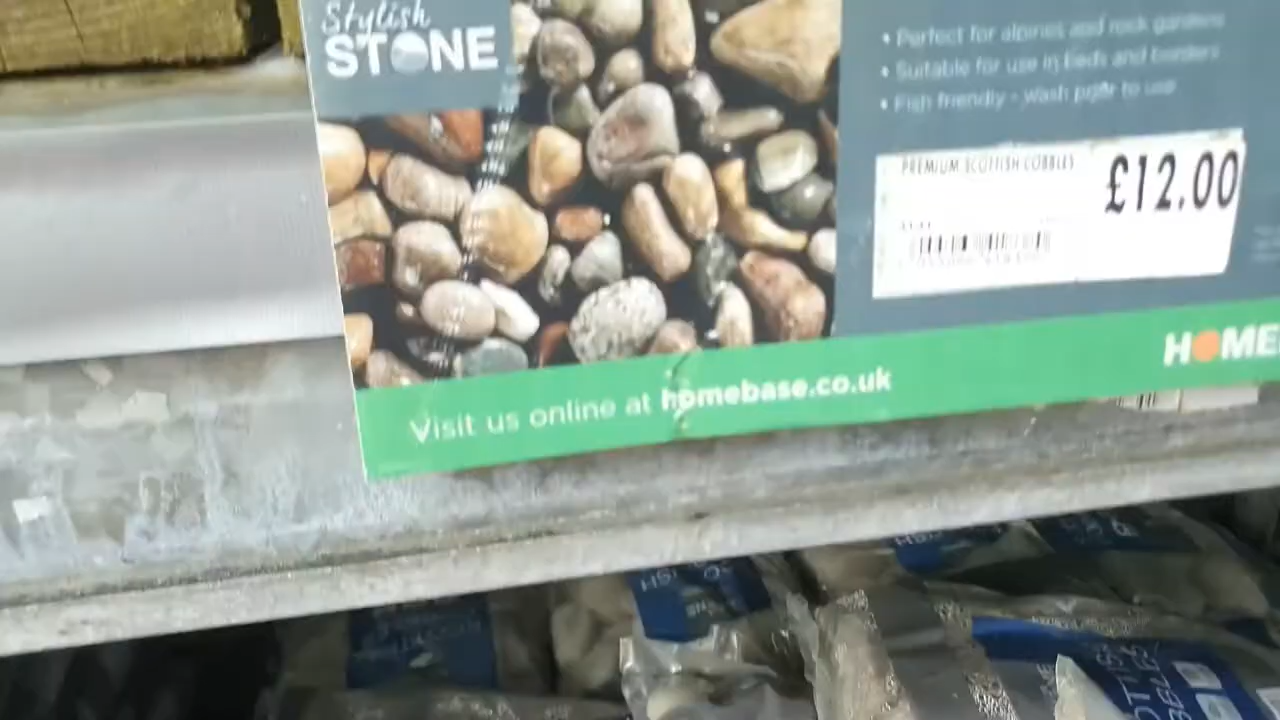 Stylish
STONE
• Perfect for alpines and rock gardens
• Suitable for use in beds and borders
• Fish friendly - wash prior to use
PREMIUM SCOTTISH COBBLES
£12.00
Visit us online at homebase.co.uk
HOME